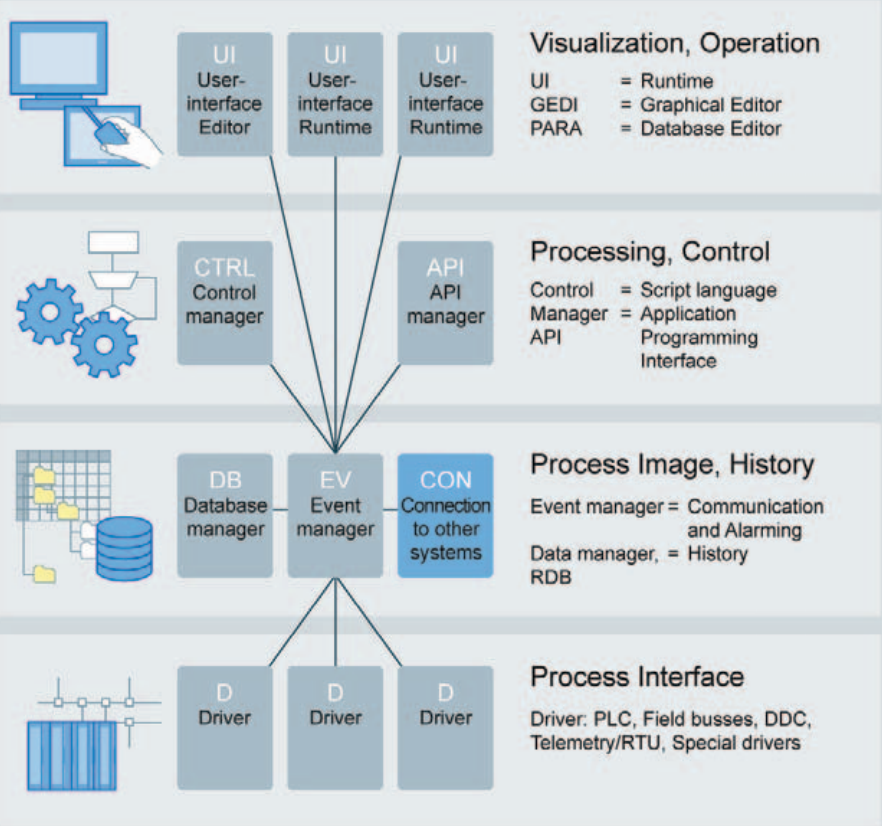 UI
User-
interface
Editor
UI
User-
interface
Runtime
UI
User-
interface
Runtime
Visualization, Operation
UI = Runtime
GEDI = Graphical Editor
PARA = Database Editor
CTRL
Control
manager
API
API
manager
Processing, Control
Control = Script language
Manager = Application
API Programming
Interface
DB
Database
manager
EV
Event
manager
CON
Connection
to other
systems
Process Image, History
Event manager = Communication
and Alarming
Data manager, = History
RDB
D
Driver
D
Driver
D
Driver
Process Interface
Driver: PLC, Field busses, DDC,
Telemetry/RTU, Special drivers